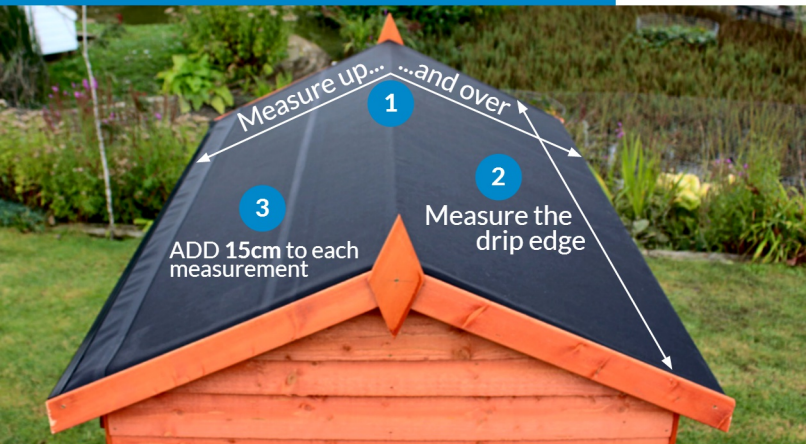 Measure up... ...and over
1
2
Measure the
drip edge
3
ADD 15cm to each
measurement